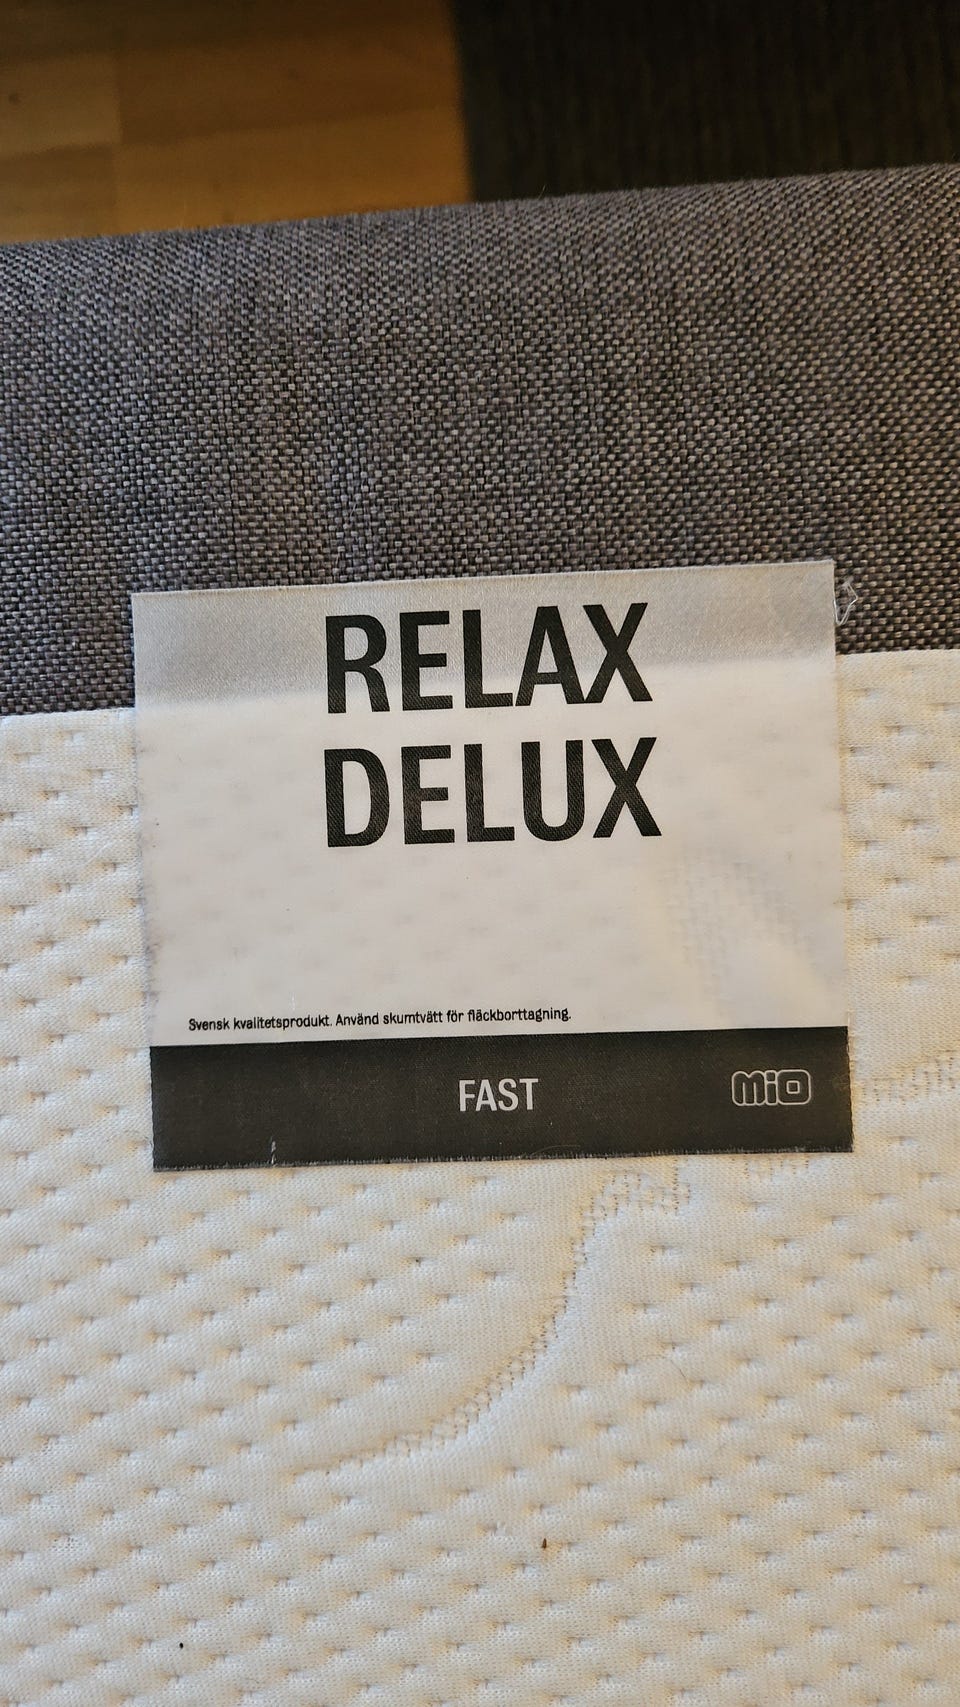 RELAX
DELUX
Svensk kvalitetsprodukt. Använd skumtvätt för fläckborttagning.
FAST
MiO